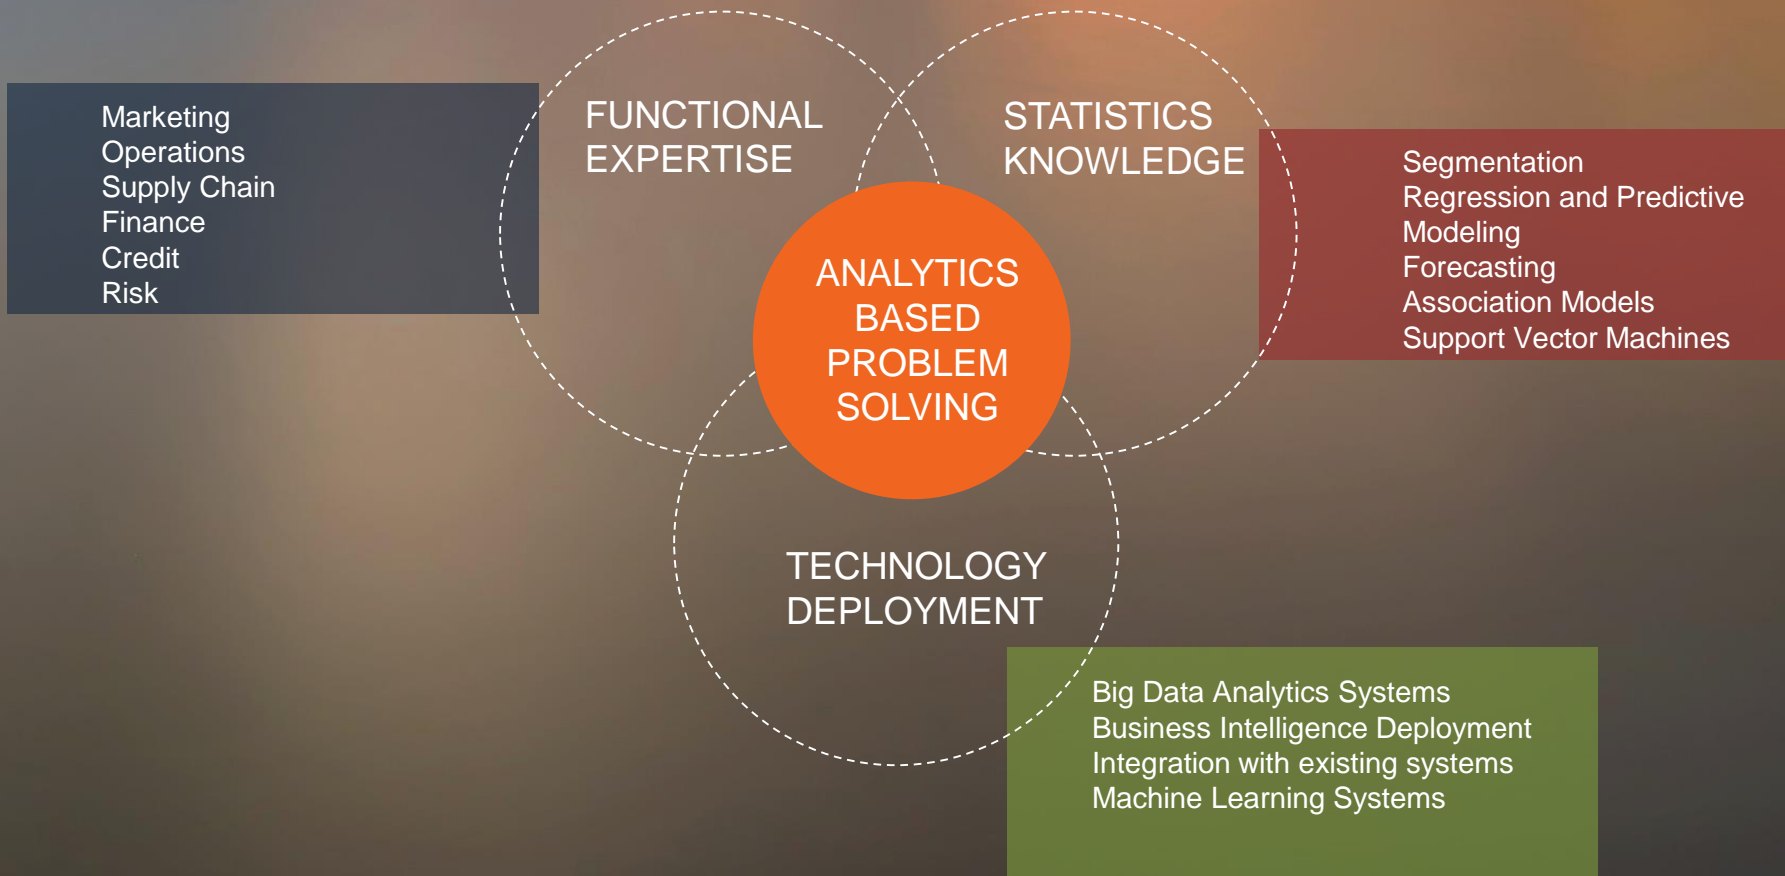 Marketing
Operations
Supply Chain
Finance
Credit
Risk
FUNCTIONAL
EXPERTISE
STATISTICS
KNOWLEDGE
Segmentation
Regression and Predictive
Modeling
Forecasting
Association Models
Support Vector Machines
ANALYTICS
BASED
PROBLEM
SOLVING
TECHNOLOGY
DEPLOYMENT
Big Data Analytics Systems
Business Intelligence Deployment
Integration with existing systems
Machine Learning Systems